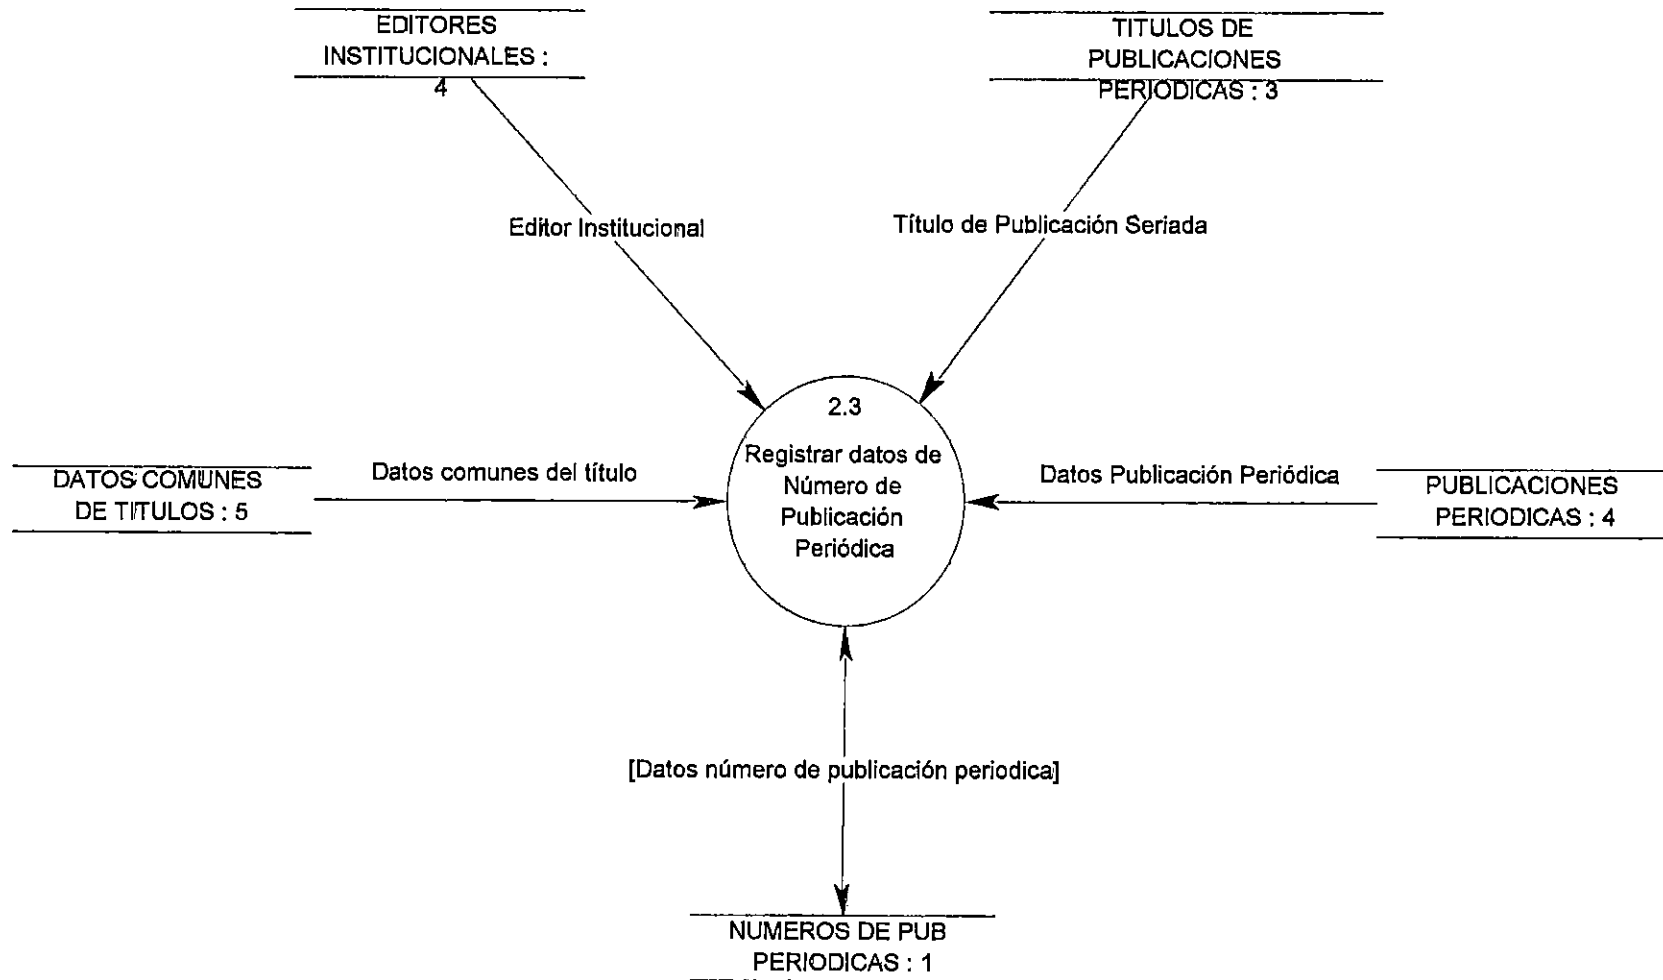 EDITORES
INSTITUCIONALES :
4
TITULOS DE
PUBLICACIONES
PERIODICAS : 3
Editor Institucional
Título de Publicación Seriada
2.3
Registrar datos de
Número de
Publicación
Periódica
DATOS COMUNES
DE TITULOS : 5
Datos comunes del título
Datos Publicación Periódica
PUBLICACIONES
PERIODICAS : 4
[Datos número de publicación periodica]
NUMEROS DE PUB
PERIODICAS : 1